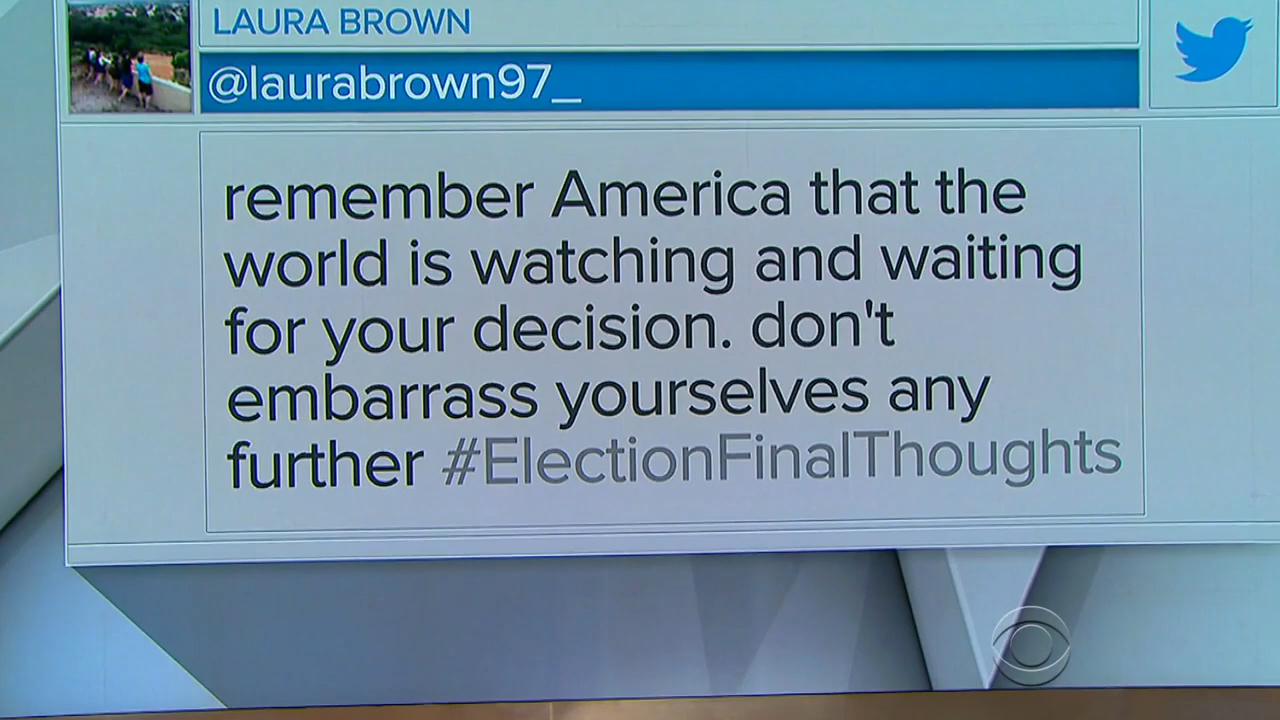 LAURA BROWN
@laurabrown97_
remember America that the
world is watching and waiting
for your decision. don't
embarrass yourselves any
further #ElectionFinalThoughts